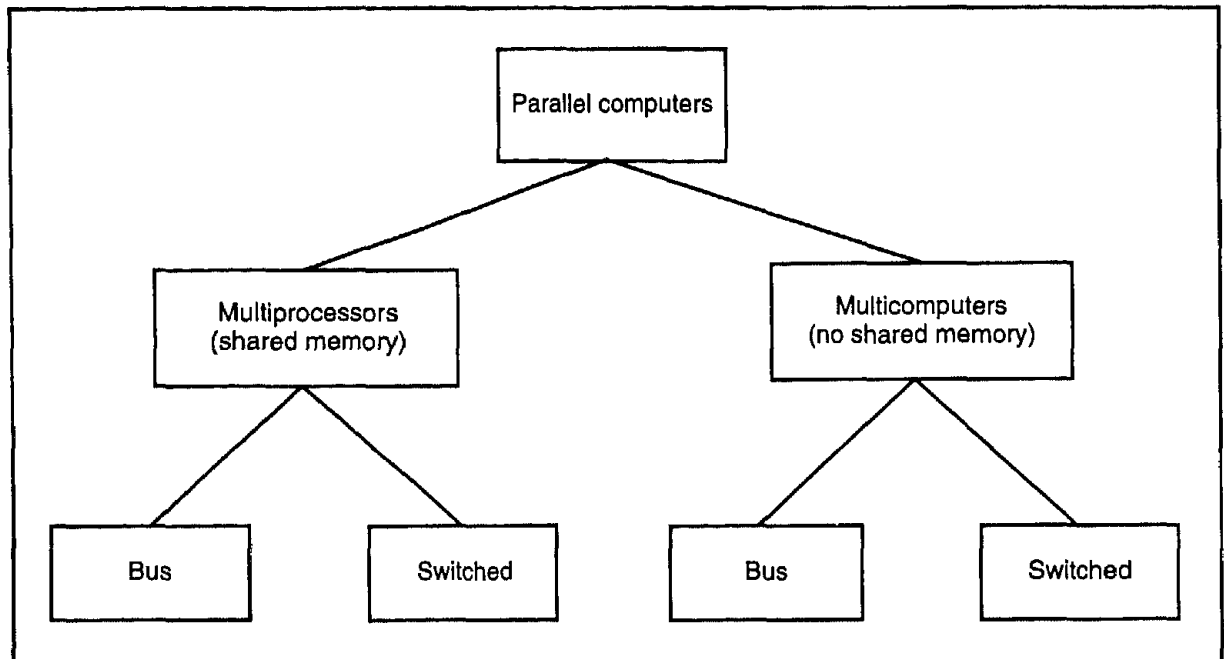 Parallel computers
Multiprocessors
(shared memory)
Multicomputers
(no shared memory)
Bus
Switched
Bus
Switched